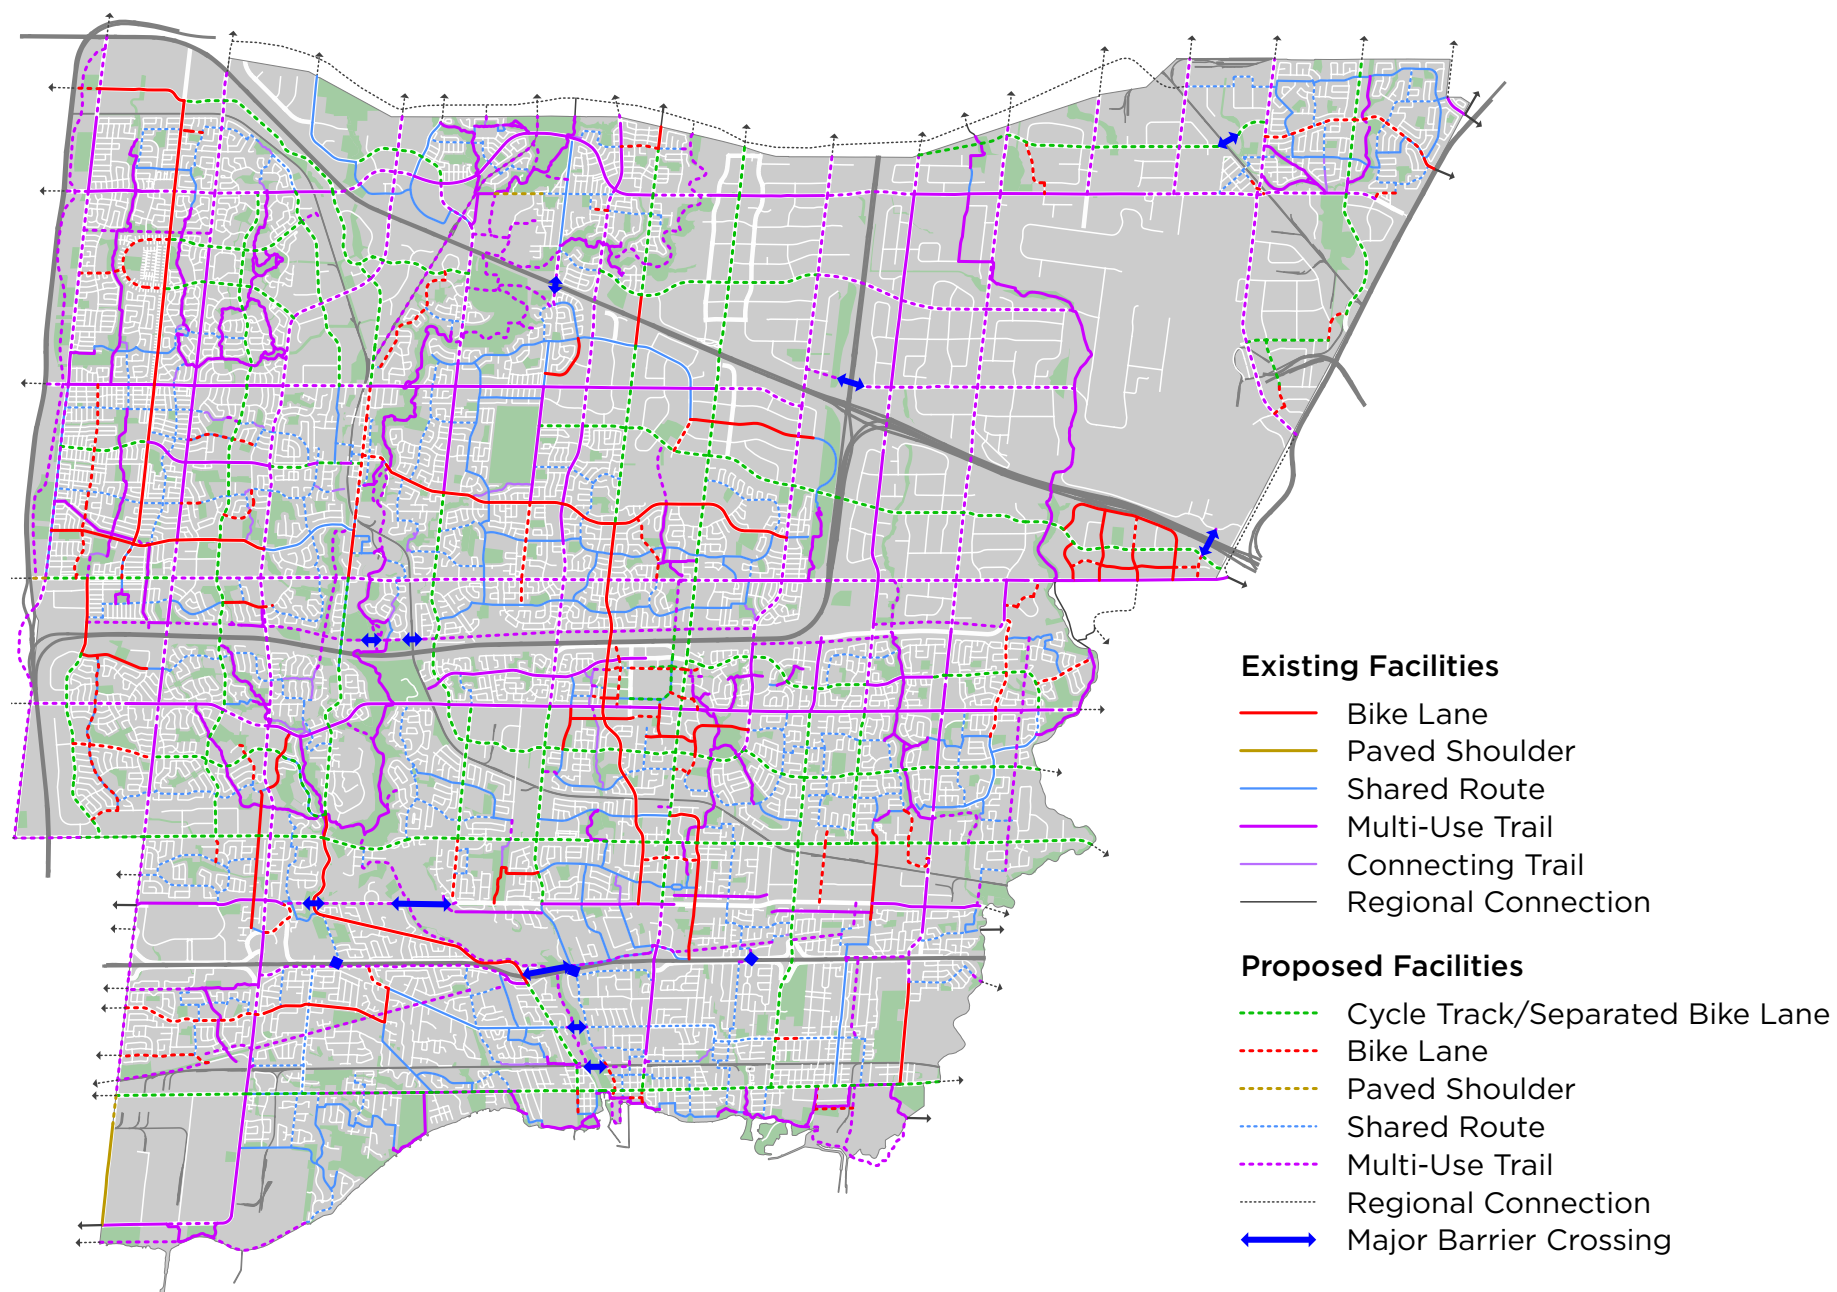 Existing Facilities
Bike Lane
Paved Shoulder
Shared Route
Multi-Use Trail
Connecting Trail
Regional Connection
Proposed Facilities
Cycle Track/Separated Bike Lane
Bike Lane
Paved Shoulder
Shared Route
Multi-Use Trail
Regional Connection
Major Barrier Crossing